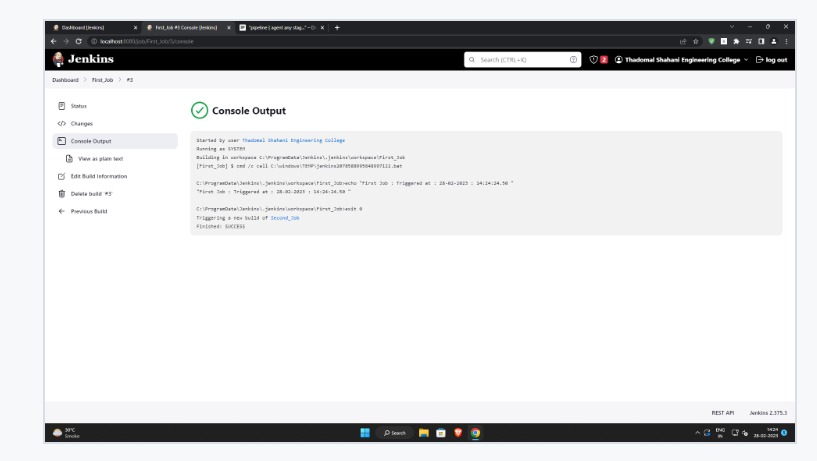 Dashboard [Jenkins]
First_Job #3 Console [Jenkins]
"pipeline { agent any stag..." – D
localhost:8080/job/First_Job/3/console
Jenkins
Search (CTRL+K)
2
Thadomal Shahani Engineering College
log out
Dashboard > First_Job > #3
Status
Changes
Console Output
View as plain text
Edit Build Information
Delete build '#3'
Previous Build
Console Output
Started by user Thadomal Shahani Engineering College
Running as SYSTEM
Building in workspace C:\ProgramData\Jenkins\.jenkins\workspace\First_Job
[First_Job] $ cmd /c call C:\windows\TEMP\
C:\ProgramData\Jenkins\.jenkins\workspace\First_Job>echo "First Job : Triggered at : 28-02-2023 : 14:24:24.50 "
"First Job : Triggered at : 28-02-2023 : 14:24:24.50 "
C:\ProgramData\Jenkins\.jenkins\workspace\First_Job>exit 0
Triggering a new build of Second_Job
Finished: SUCCESS
REST API
Jenkins 2.375.3
30°C
Smoke
Search
ENG
IN
14:24
28-02-2023